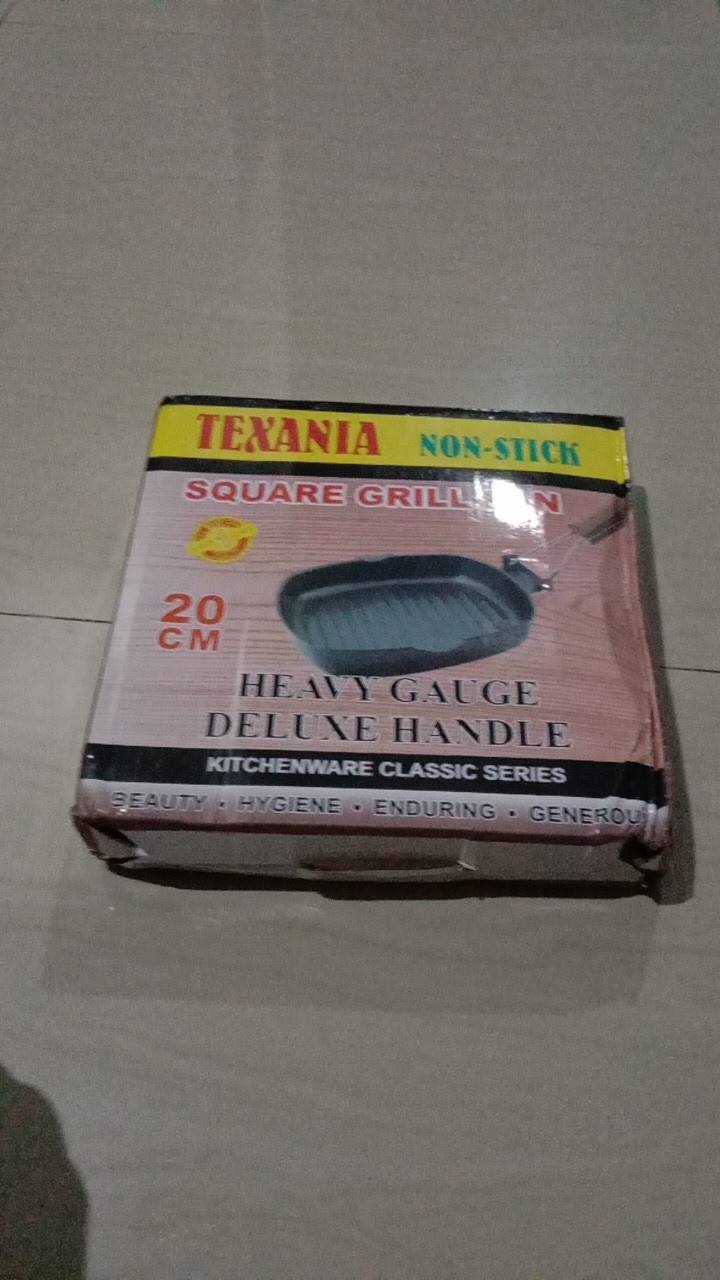 TEXANIA NON-STICK
SQUARE GRILL
20
CM
HEAVY GAUGE
DELUXE HANDLE
KITCHENWARE CLASSIC SERIES
BEAUTY • HYGIENE • ENDURING • GENEROU